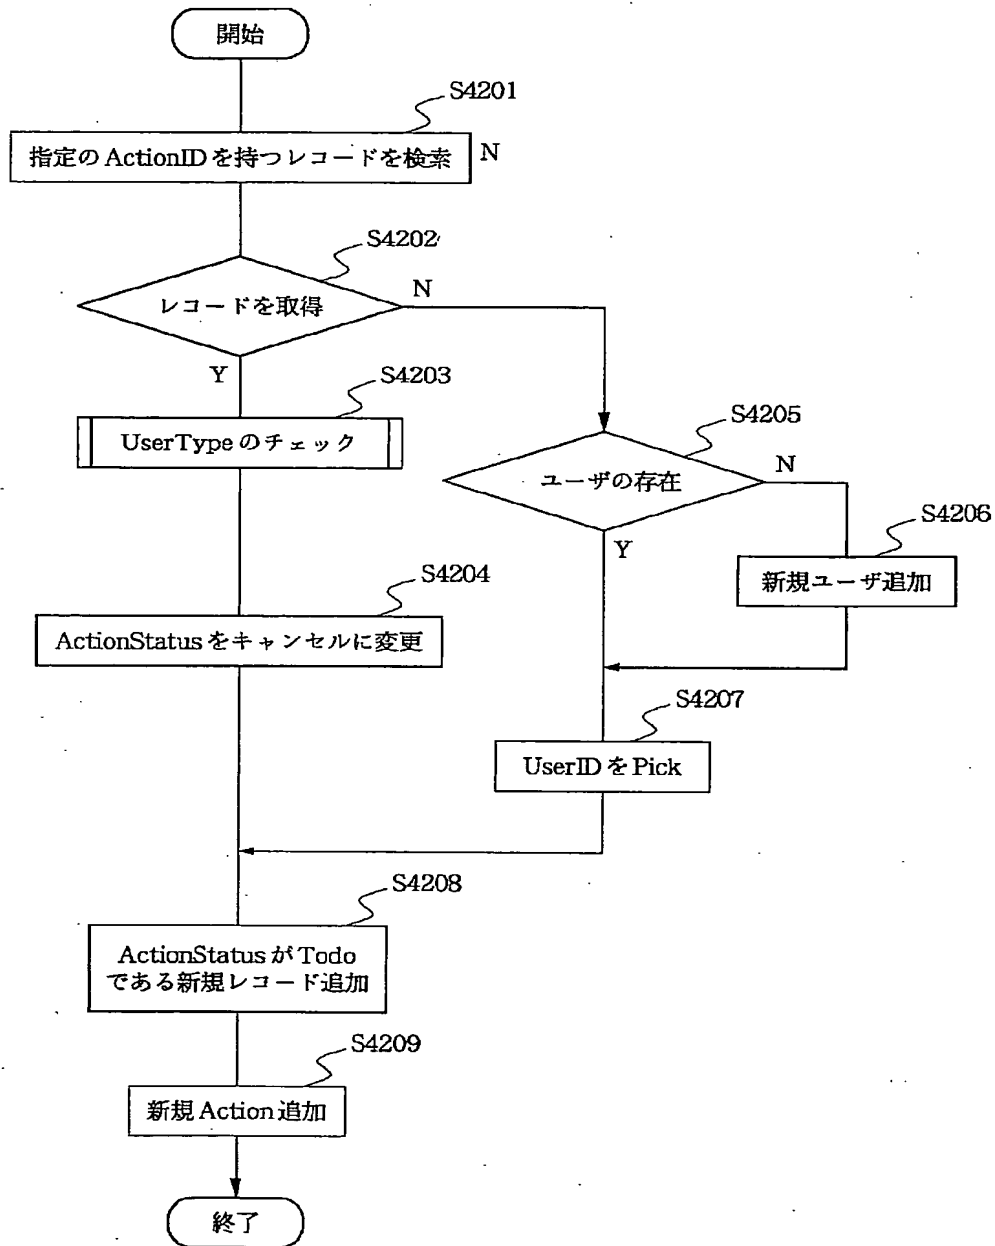 開始
S4201
指定のActionIDを持つレコードを検索
N
S4202
レコードを取得
N
Y
S4203
UserTypeのチェック
S4205
ユーザの存在
N
Y
S4206
新規ユーザ追加
S4204
ActionStatusをキャンセルに変更
S4207
UserIDをPick
S4208
ActionStatusがTodo
である新規レコード追加
S4209
新規Action追加
終了